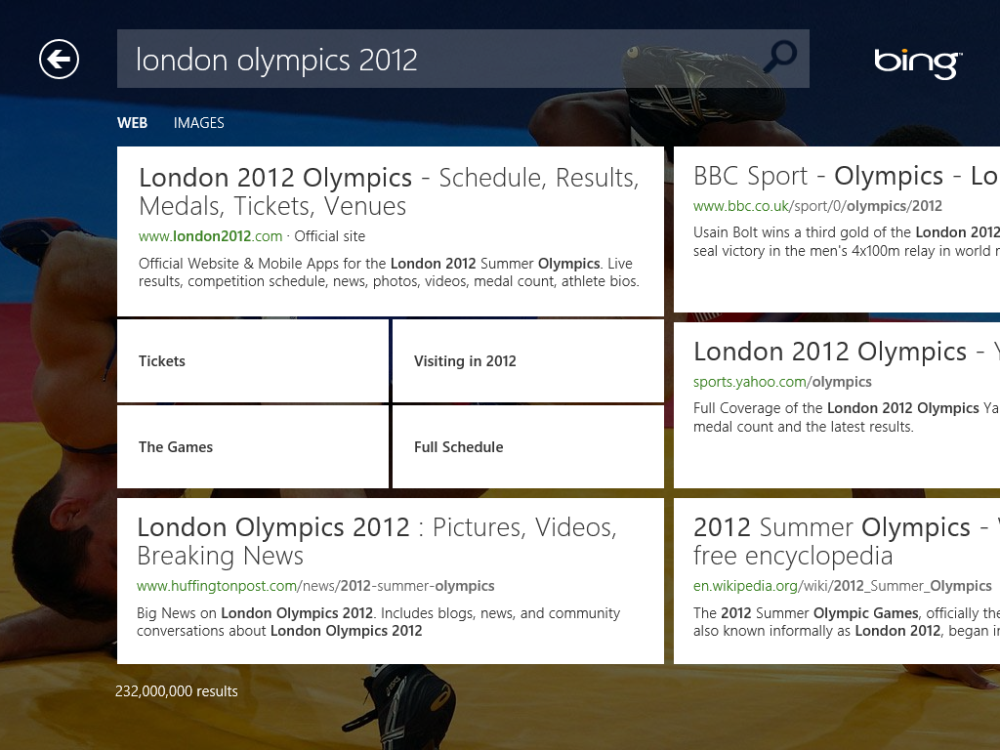 london olympics 2012
bing™
WEB IMAGES
London 2012 Olympics - Schedule, Results,
Medals, Tickets, Venues
www.london2012.com · Official site
Official Website & Mobile Apps for the London 2012 Summer Olympics. Live
results, competition schedule, news, photos, videos, medal count, athlete bios.
Tickets
Visiting in 2012
The Games
Full Schedule
London Olympics 2012 : Pictures, Videos,
Breaking News
www.huffingtonpost.com/news/2012-summer-olympics
Big News on London Olympics 2012. Includes blogs, news, and community
conversations about London Olympics 2012
BBC Sport - Olympics - Lo
www.bbc.co.uk/sport/0/olympics/2012
Usain Bolt wins a third gold of the London 2012
seal victory in the men's 4x100m relay in world r
London 2012 Olympics - Y
sports.yahoo.com/olympics
Full Coverage of the London 2012 Olympics Ya
medal count and the latest results.
2012 Summer Olympics - W
free encyclopedia
en.wikipedia.org/wiki/2012_Summer_Olympics
The 2012 Summer Olympic Games, officially the
also known informally as London 2012, began in
232,000,000 results